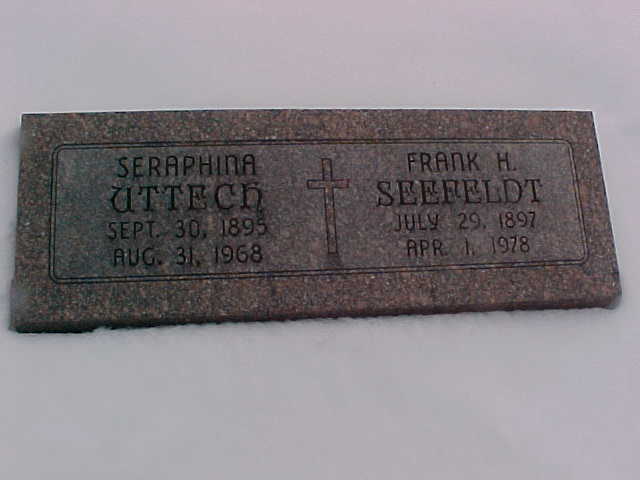 SERAPHINA
UTTECH
SEPT. 30, 1895
AUG. 31, 1968
FRANK H.
SEEFELDT
JULY 29, 1897
APR. 1, 1978